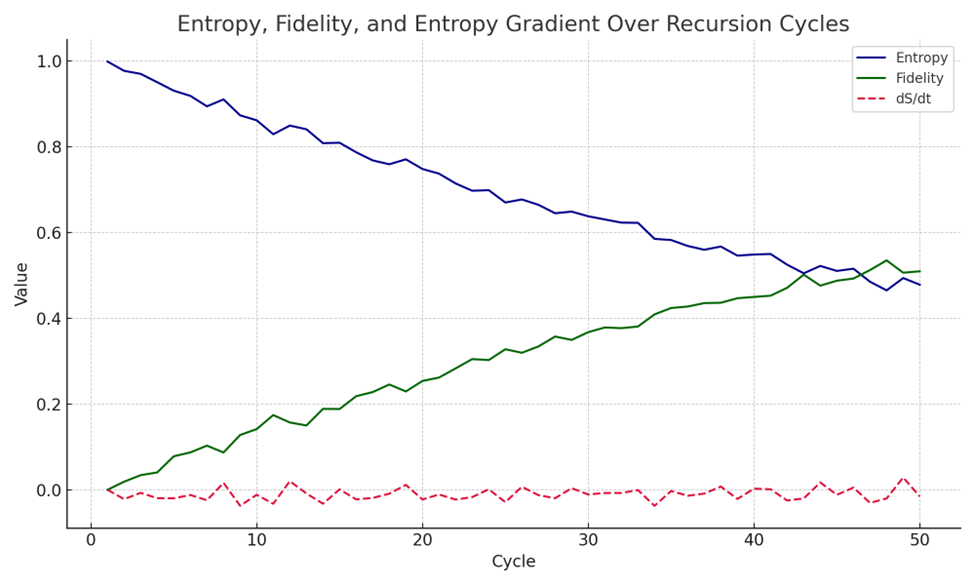 Entropy, Fidelity, and Entropy Gradient Over Recursion Cycles
Entropy
Fidelity
dS/dt
Value
1.0
0.8
0.6
0.4
0.2
0.0
0 10 20 30 40 50
Cycle